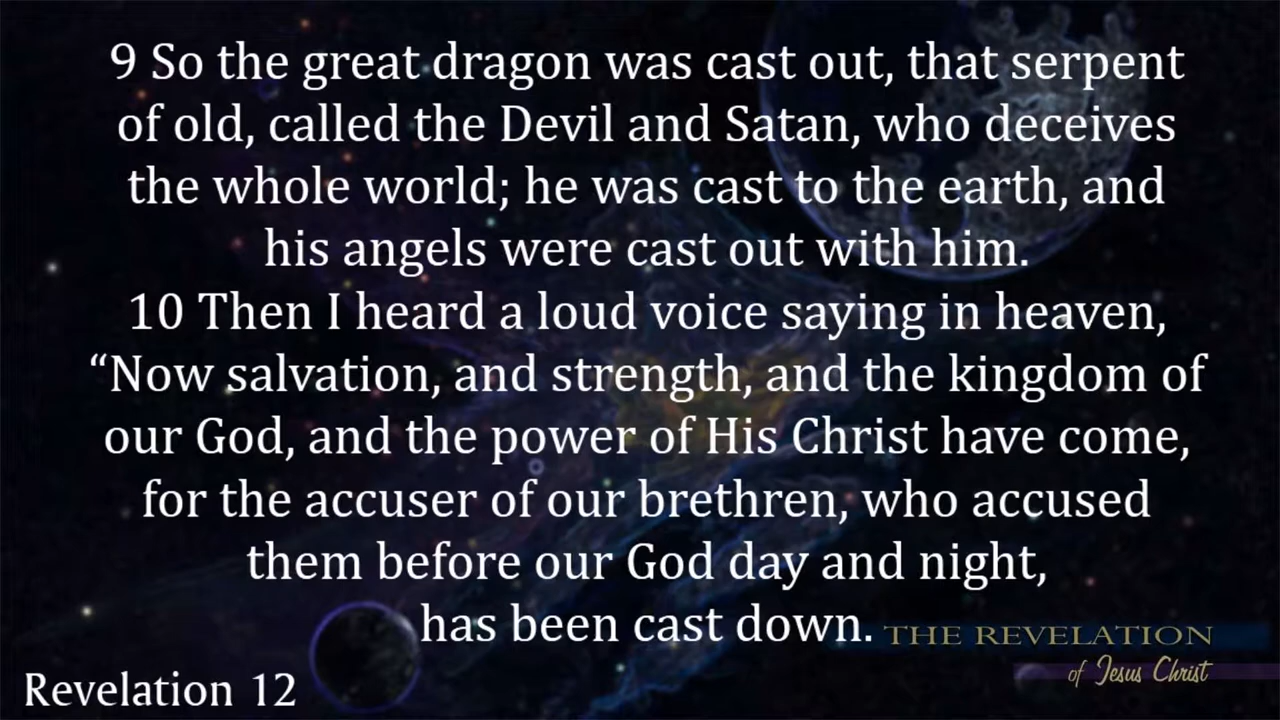 9 So the great dragon was cast out, that serpent
of old, called the Devil and Satan, who deceives
the whole world; he was cast to the earth, and
his angels were cast out with him.
10 Then I heard a loud voice saying in heaven,
“Now salvation, and strength, and the kingdom of
our God, and the power of His Christ have come,
for the accuser of our brethren, who accused
them before our God day and night,
has been cast down.
THE REVELATION
of Jesus Christ
Revelation 12